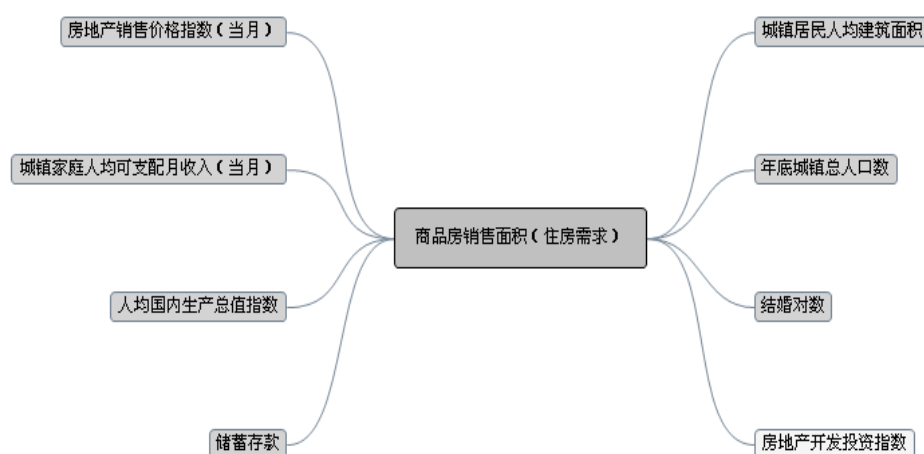 房地产销售价格指数（当月）
城镇家庭人均可支配月收入（当月）
人均国内生产总值指数
储蓄存款
商品房销售面积（住房需求）
城镇居民人均建筑面积
年底城镇总人口数
结婚对数
房地产开发投资指数